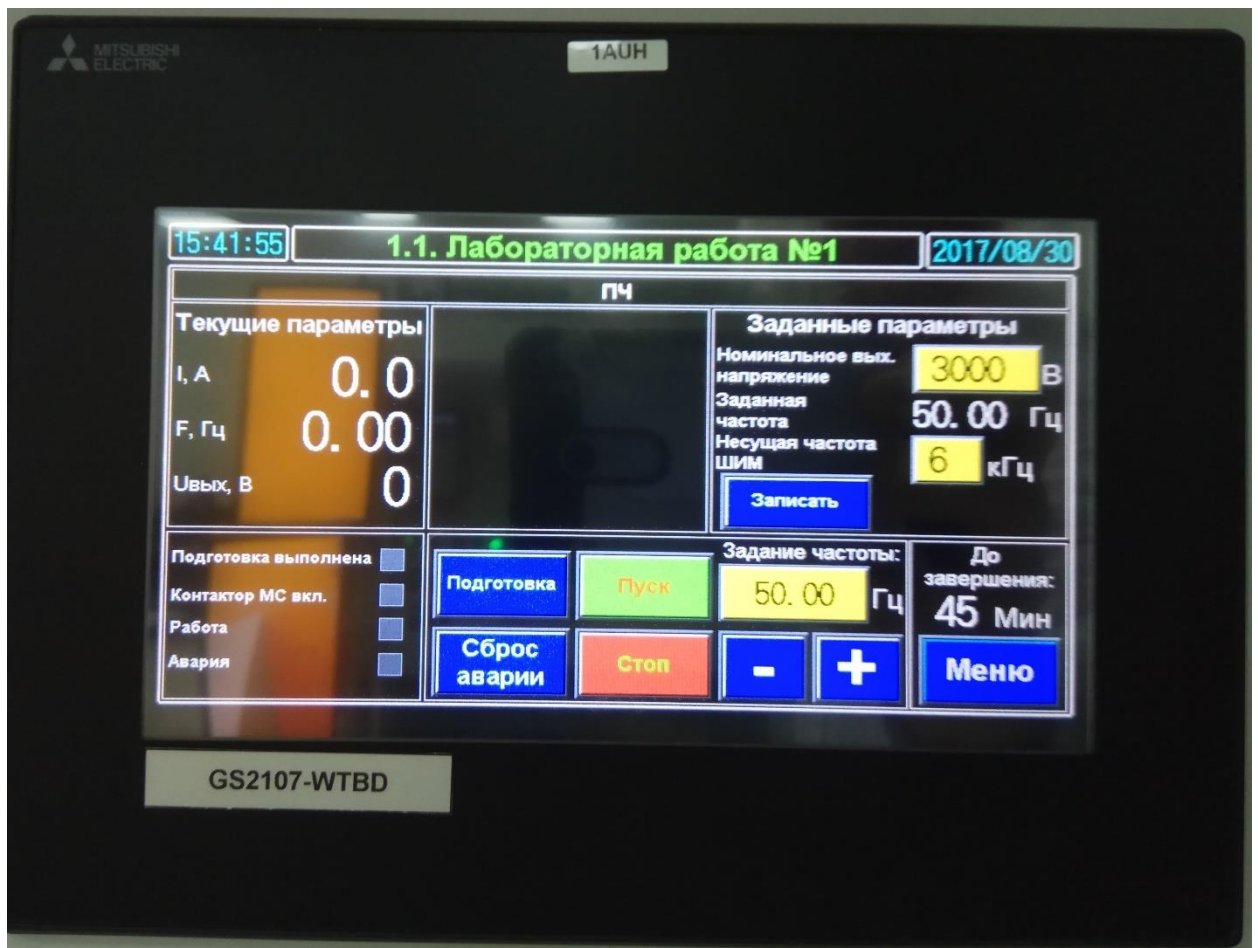 MITSUBISHI
ELECTRIC
1AUH
15:41:55
1.1. Лабораторная работа №1
2017/08/30
ПЧ
Текущие параметры
I, А
0.0
F, Гц
0.00
Uвых, В
0
Заданные параметры
Номинальное вых.
напряжение
3000 В
Заданная
частота
50.00 Гц
Несущая частота
ШИМ
6 кГц
Записать
Подготовка выполнена
Контактор МС вкл.
Работа
Авария
Подготовка
Пуск
Сброс
аварии
Стоп
Задание частоты:
50.00 Гц
-
+
До
завершения:
45 Мин
Меню
GS2107-WTBD